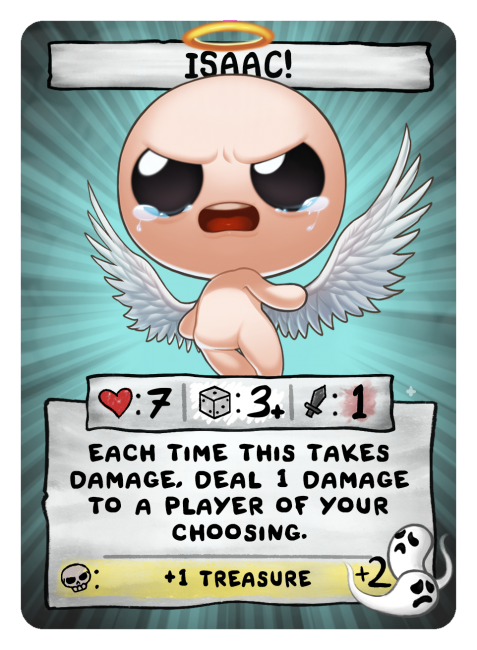 ISAAC!
:7 :3+ :1
EACH TIME THIS TAKES
DAMAGE, DEAL 1 DAMAGE
TO A PLAYER OF YOUR
CHOOSING.
: +1 TREASURE +2